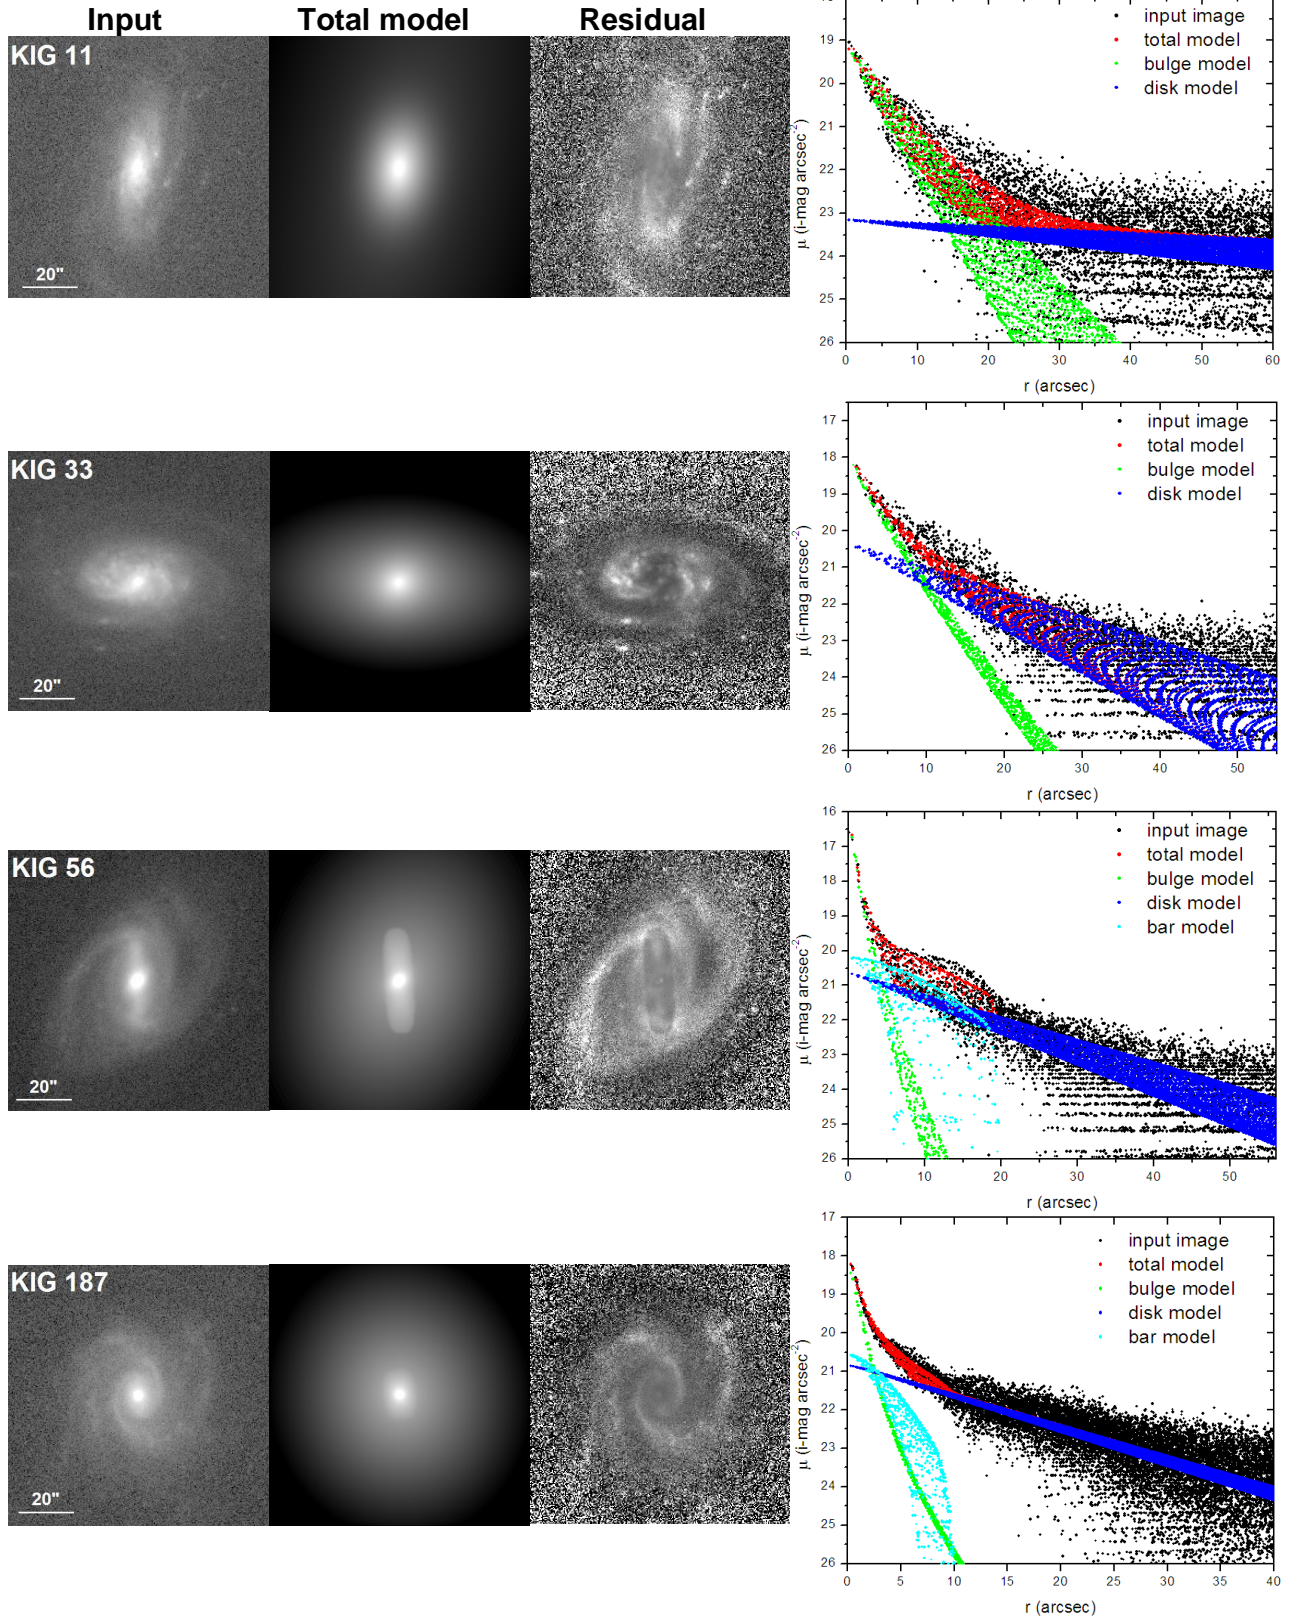 Input Total model Residual
KIG 11
20"
input image
total model
bulge model
disk model
19
20
21
22
23
24
25
26
μ (i-mag arcsec-2)
0 10 20 30 40 50 60
r (arcsec)
KIG 33
20"
input image
total model
bulge model
disk model
17
18
19
20
21
22
23
24
25
26
μ (i-mag arcsec-2)
0 10 20 30 40 50
r (arcsec)
KIG 56
20"
input image
total model
bulge model
disk model
bar model
16
17
18
19
20
21
22
23
24
25
26
μ (i-mag arcsec-2)
0 10 20 30 40 50
r (arcsec)
KIG 187
20"
input image
total model
bulge model
disk model
bar model
17
18
19
20
21
22
23
24
25
26
μ (i-mag arcsec-2)
0 5 10 15 20 25 30 35 40
r (arcsec)